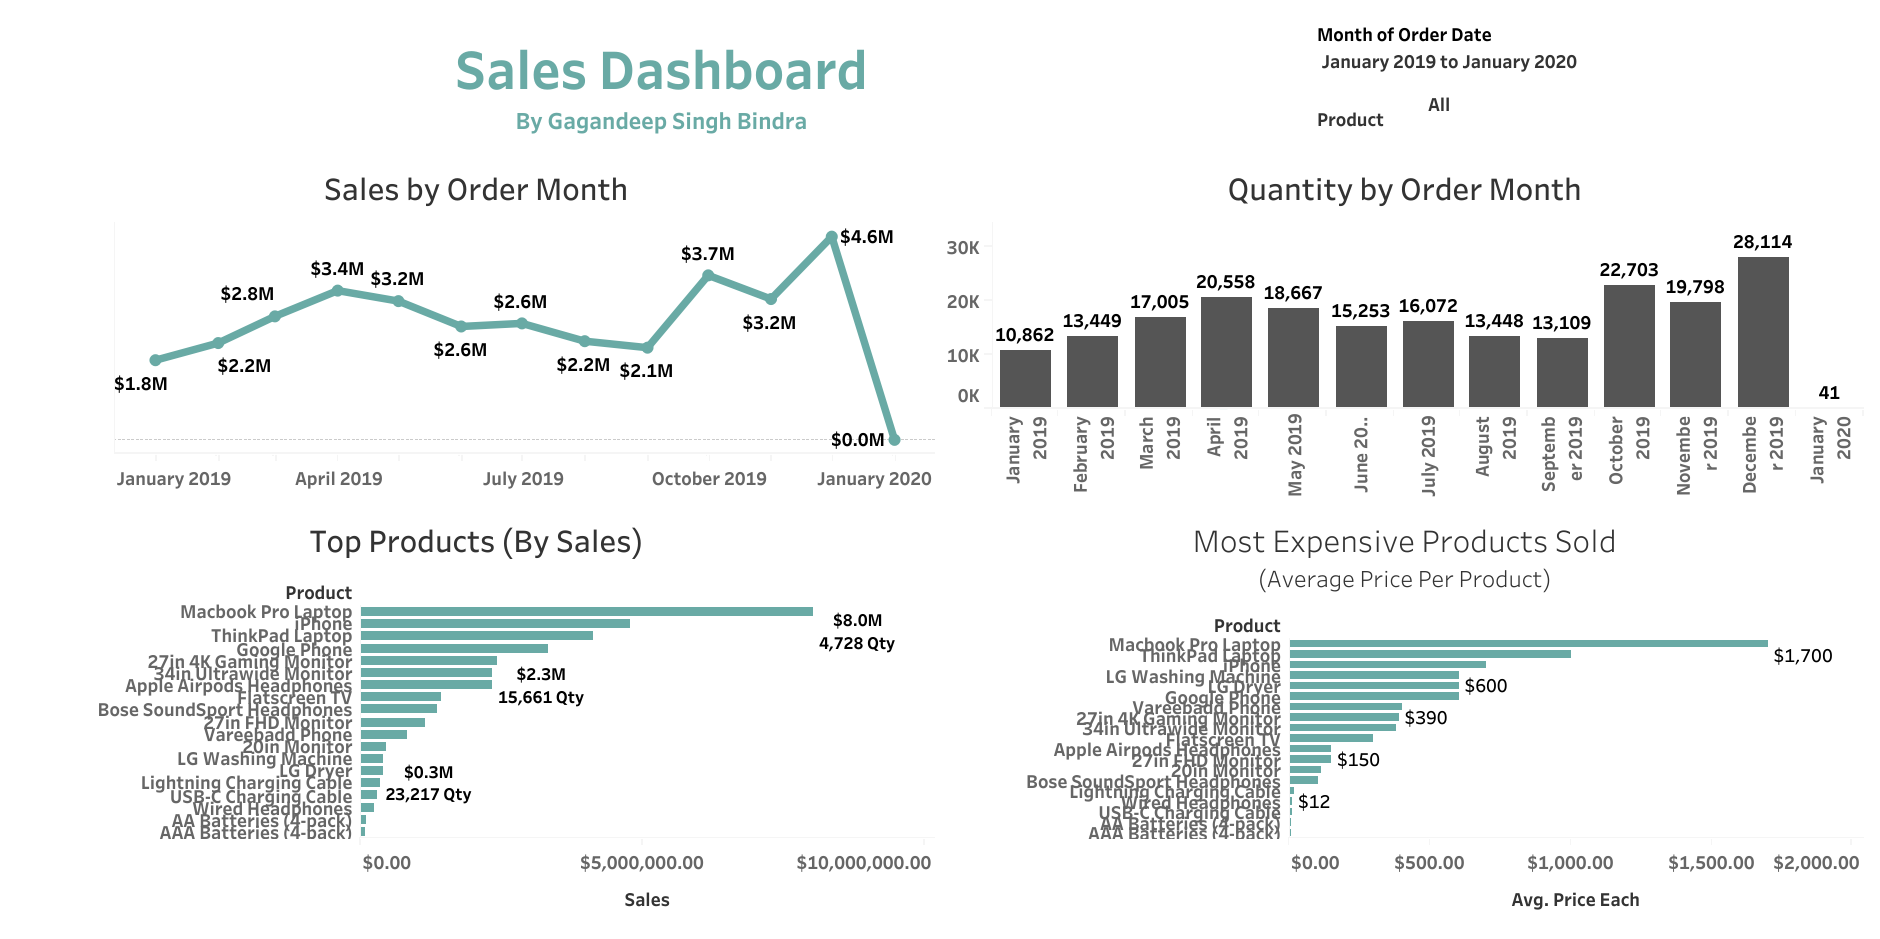 Sales Dashboard
By Gagandeep Singh Bindra
Month of Order Date
January 2019 to January 2020
All
Product
Sales by Order Month
$1.8M
$2.2M
$2.8M
$3.4M
$3.2M
$2.6M
$2.6M
$2.2M
$2.1M
$3.7M
$3.2M
$4.6M
$0.0M
January 2019
April 2019
July 2019
October 2019
January 2020
Quantity by Order Month
30K
20K
10K
0K
10,862
13,449
17,005
20,558
18,667
15,253
16,072
13,448
13,109
22,703
19,798
28,114
41
January
2019
February
2019
March
2019
April
2019
May 2019
June 20..
July 2019
August
2019
Septemb
er 2019
October
2019
Novembe
r 2019
Decembe
r 2019
January
2020
Top Products (By Sales)
Product
Macbook Pro Laptop
iPhone
ThinkPad Laptop
Google Phone
27in 4K Gaming Monitor
34in Ultrawide Monitor
Apple Airpods Headphones
Flatscreen TV
Bose SoundSport Headphones
27in FHD Monitor
Vareebadd Phone
20in Monitor
LG Washing Machine
LG Dryer
Lightning Charging Cable
USB-C Charging Cable
Wired Headphones
AA Batteries (4-pack)
AAA Batteries (4-pack)
$8.0M
4,728 Qty
$2.3M
15,661 Qty
$0.3M
23,217 Qty
$0.00
$5,000,000.00
$10,000,000.00
Sales
Most Expensive Products Sold
(Average Price Per Product)
Product
Macbook Pro Laptop
ThinkPad Laptop
iPhone
LG Washing Machine
LG Dryer
Google Phone
Vareebadd Phone
27in 4K Gaming Monitor
34in Ultrawide Monitor
Flatscreen TV
Apple Airpods Headphones
27in FHD Monitor
20in Monitor
Bose SoundSport Headphones
Lightning Charging Cable
Wired Headphones
USB-C Charging Cable
AA Batteries (4-pack)
AAA Batteries (4-pack)
$1,700
$600
$390
$150
$12
$0.00
$500.00
$1,000.00
$1,500.00
$2,000.00
Avg. Price Each